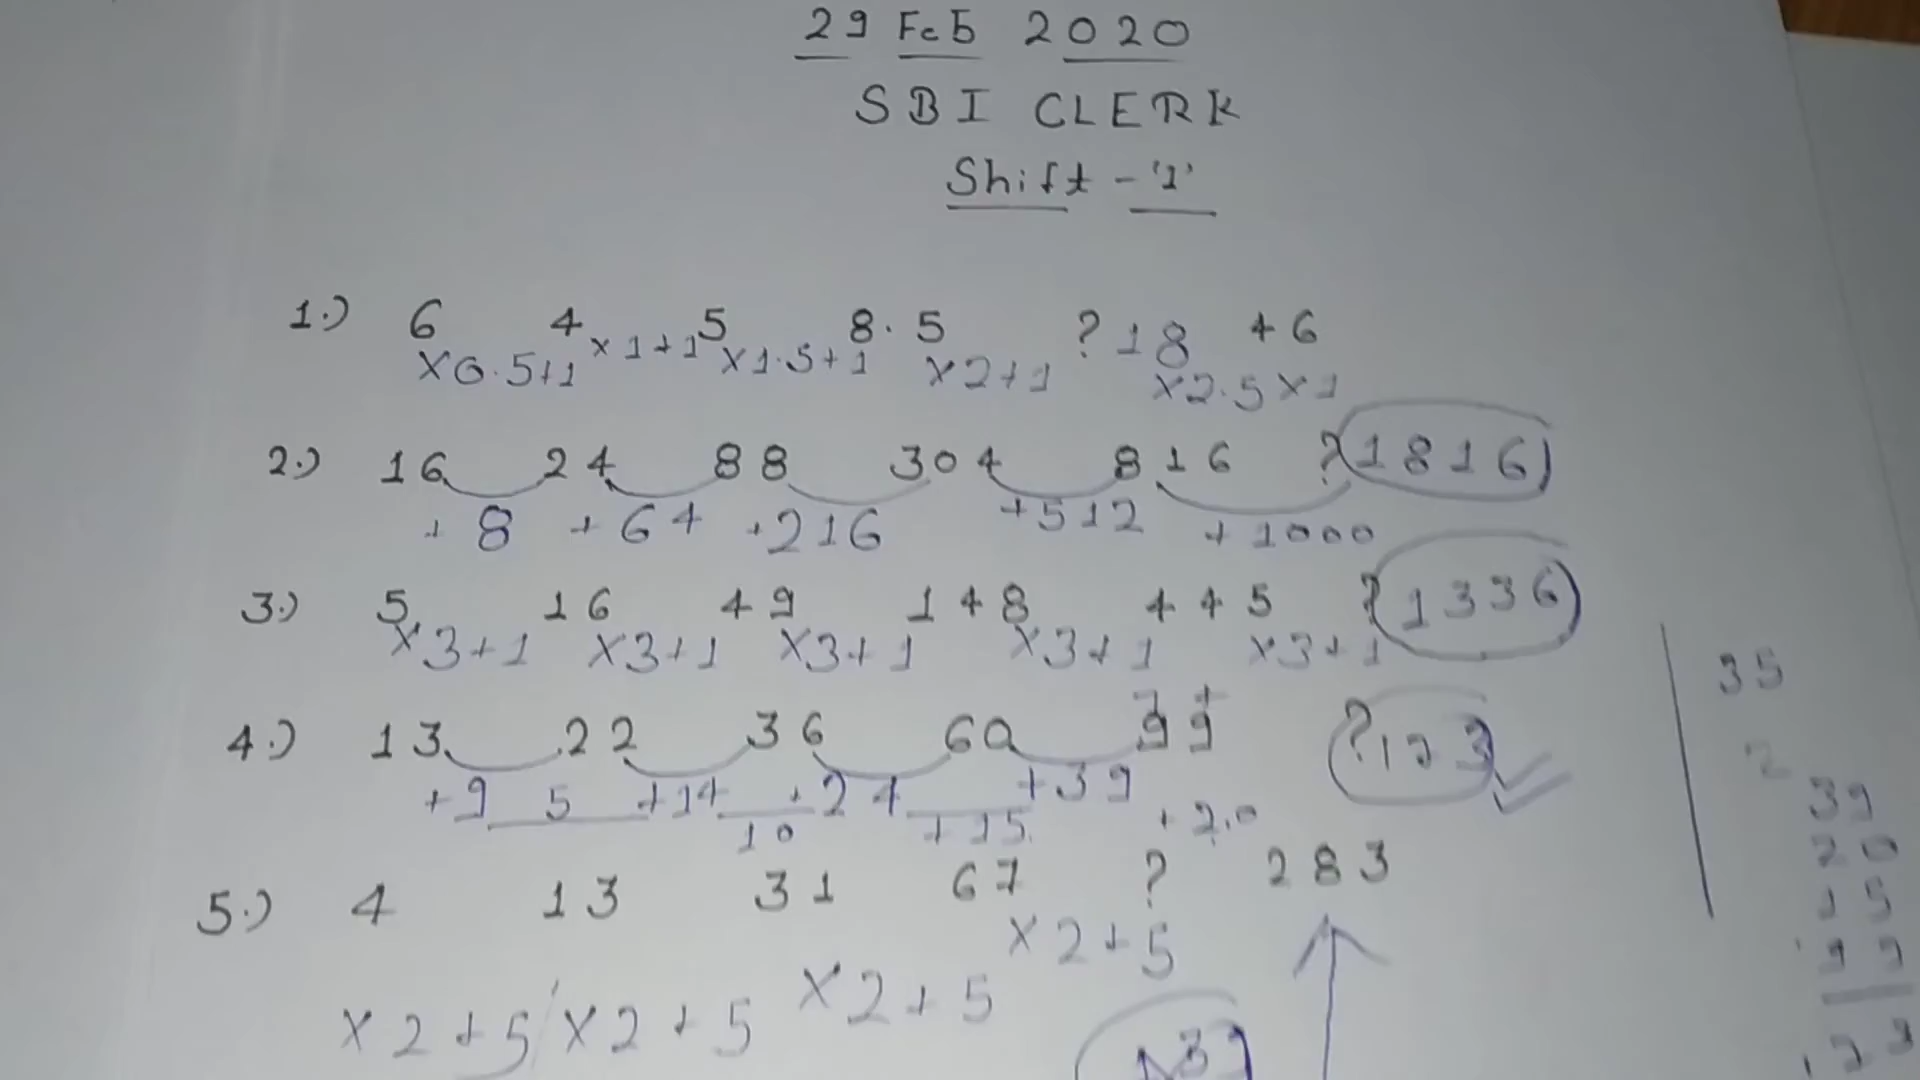 29 Feb 2020
SBI CLERK
Shift - '1'
1.) 6 4 5 8.5 ? 18 46
×0.5+1 ×1+1 ×1.5+1 ×2+1 ×2.5×1
2.) 16 24 88 304 816 ? 1816
+8 +64 +216 +512 +1000
3.) 5 16 49 148 445 ? 1336
×3+1 ×3+1 ×3+1 ×3+1 ×3+1
4.) 13 22 36 60 99 ?
+9 5 +14 +24 +39
10 +15 +20
5.) 4 13 31 67 ? 283
×2+5 ×2+5 ×2+5 ×2+5
35
2
39
20
15